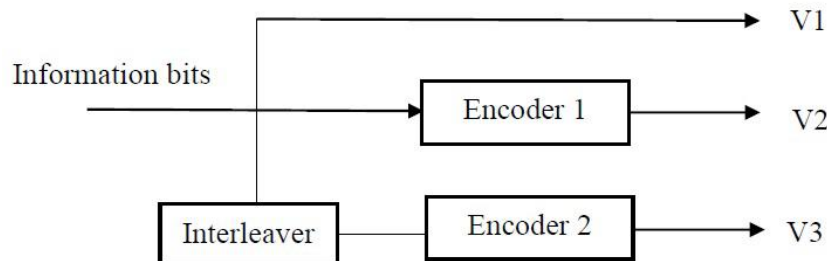 V1
Information bits
Encoder 1
V2
Interleaver
Encoder 2
V3